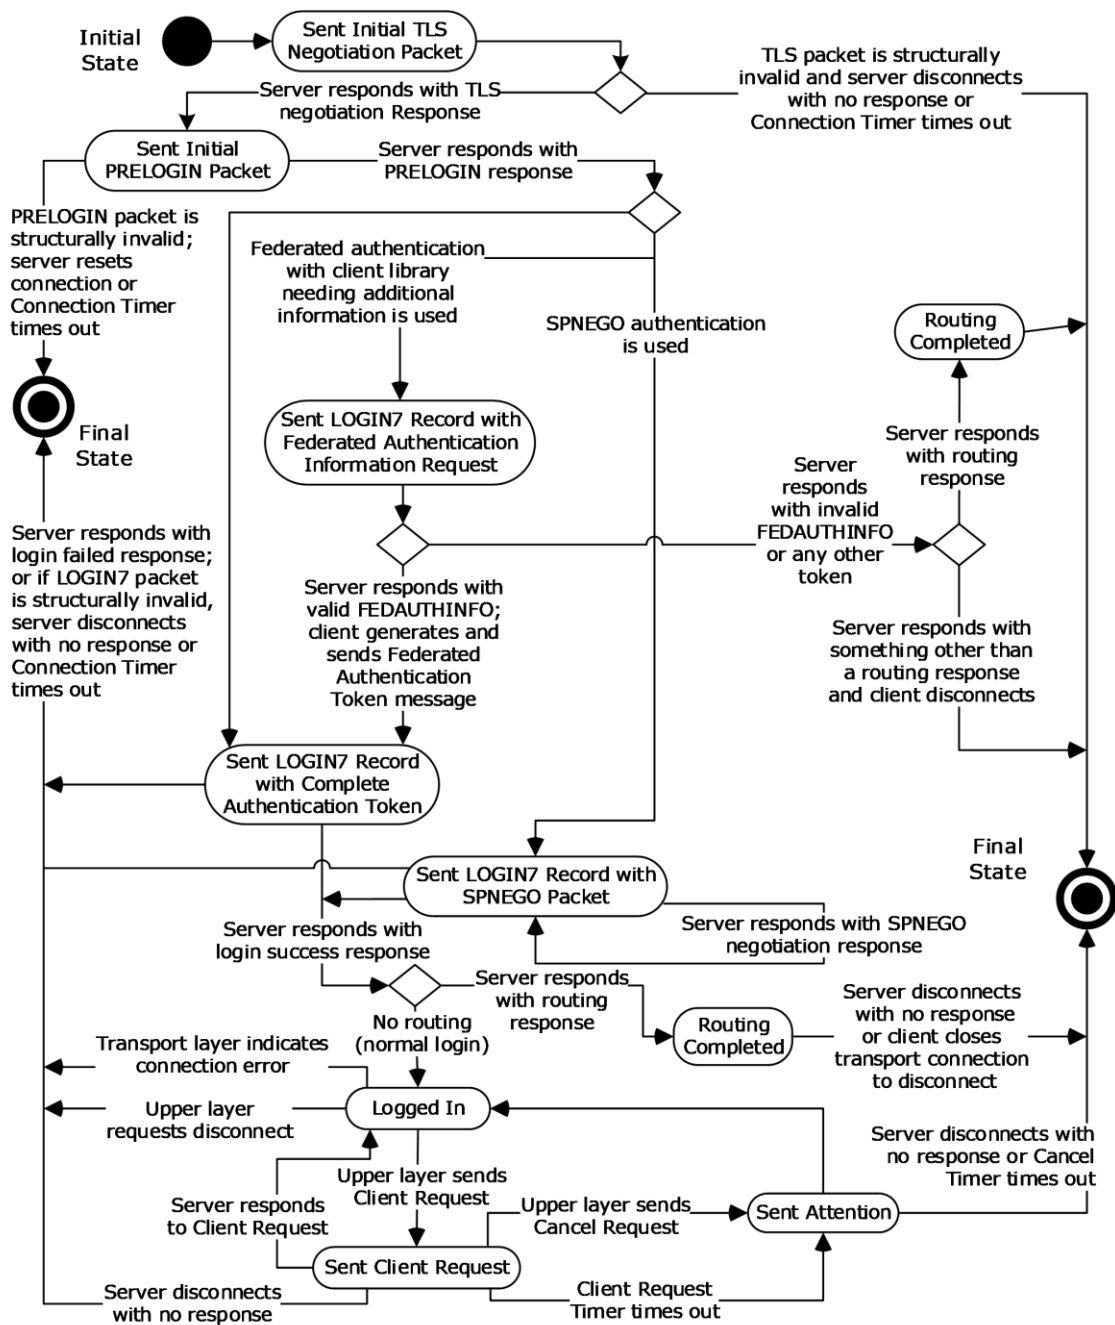 Initial
State
Sent Initial TLS
Negotiation Packet
TLS packet is structurally
invalid and server disconnects
with no response or
Connection Timer times out
Server responds with TLS
negotiation Response
Sent Initial
PRELOGIN Packet
Server responds with
PRELOGIN response
PRELOGIN packet is
structurally invalid;
server resets
connection or
Connection Timer
times out
Federated authentication
with client library
needing additional
information is used
SPNEGO authentication
is used
Routing
Completed
Final
State
Sent LOGIN7 Record with
Federated Authentication
Information Request
Server responds
with routing
response
Server
responds
with invalid
FEDAUTHINFO
or any other
token
Server responds with
login failed response;
or if LOGIN7 packet
is structurally invalid,
server disconnects
with no response or
Connection Timer
times out
Server responds with
valid FEDAUTHINFO;
client generates and
sends Federated
Authentication
Token message
Server responds with
something other than
a routing response
and client disconnects
Sent LOGIN7 Record
with Complete
Authentication Token
Final
State
Sent LOGIN7 Record with
SPNEGO Packet
Server responds with SPNEGO
negotiation response
Server responds with
login success response
Server responds
with routing
response
No routing
(normal login)
Routing
Completed
Server disconnects
with no response
or client closes
transport connection
to disconnect
Transport layer indicates
connection error
Logged In
Upper layer
requests disconnect
Server disconnects with
no response or Cancel
Timer times out
Upper layer sends
Client Request
Server responds
to Client Request
Upper layer sends
Cancel Request
Sent Attention
Sent Client Request
Server disconnects
with no response
Client Request
Timer times out